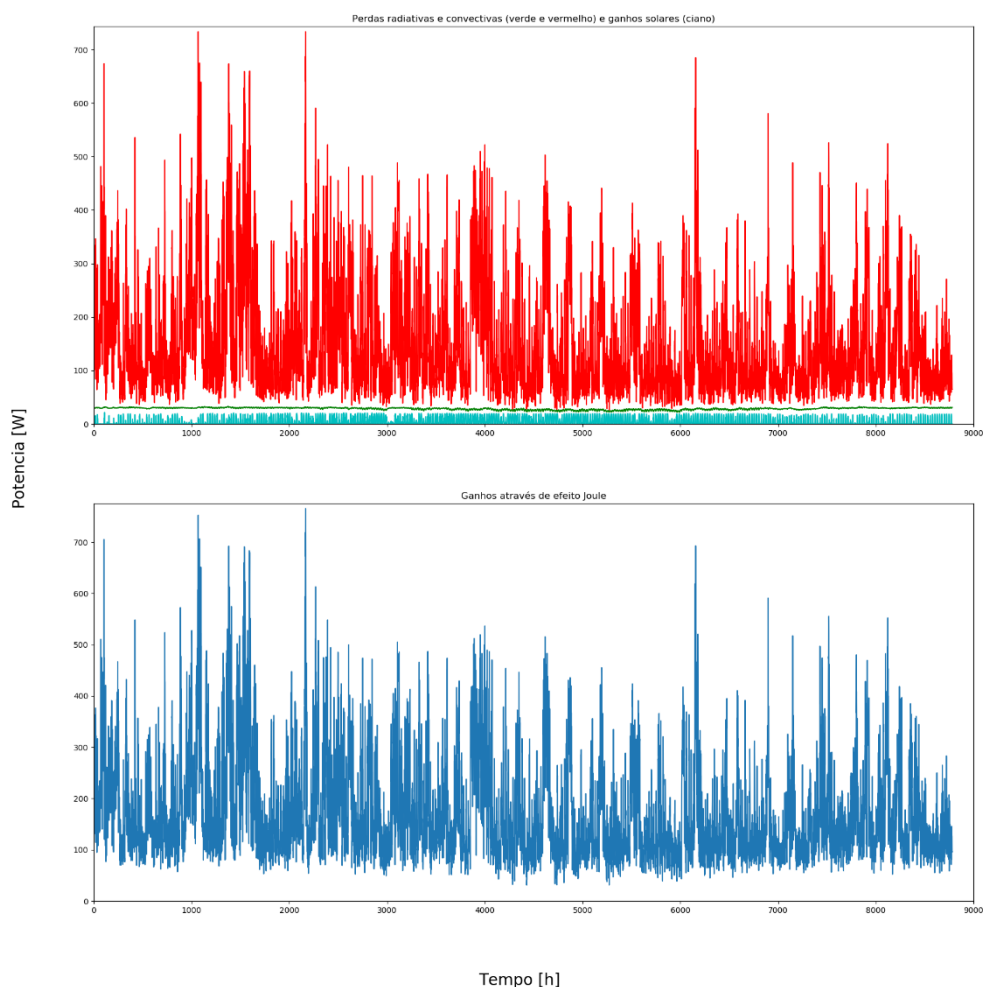 Perdas radiativas e convectivas (verde e vermelho) e ganhos solares (ciano)
700
600
500
400
300
200
100
0
0 1000 2000 3000 4000 5000 6000 7000 8000 9000
Potencia [W]
Ganhos através de efeito Joule
700
600
500
400
300
200
100
0
0 1000 2000 3000 4000 5000 6000 7000 8000 9000
Tempo [h]